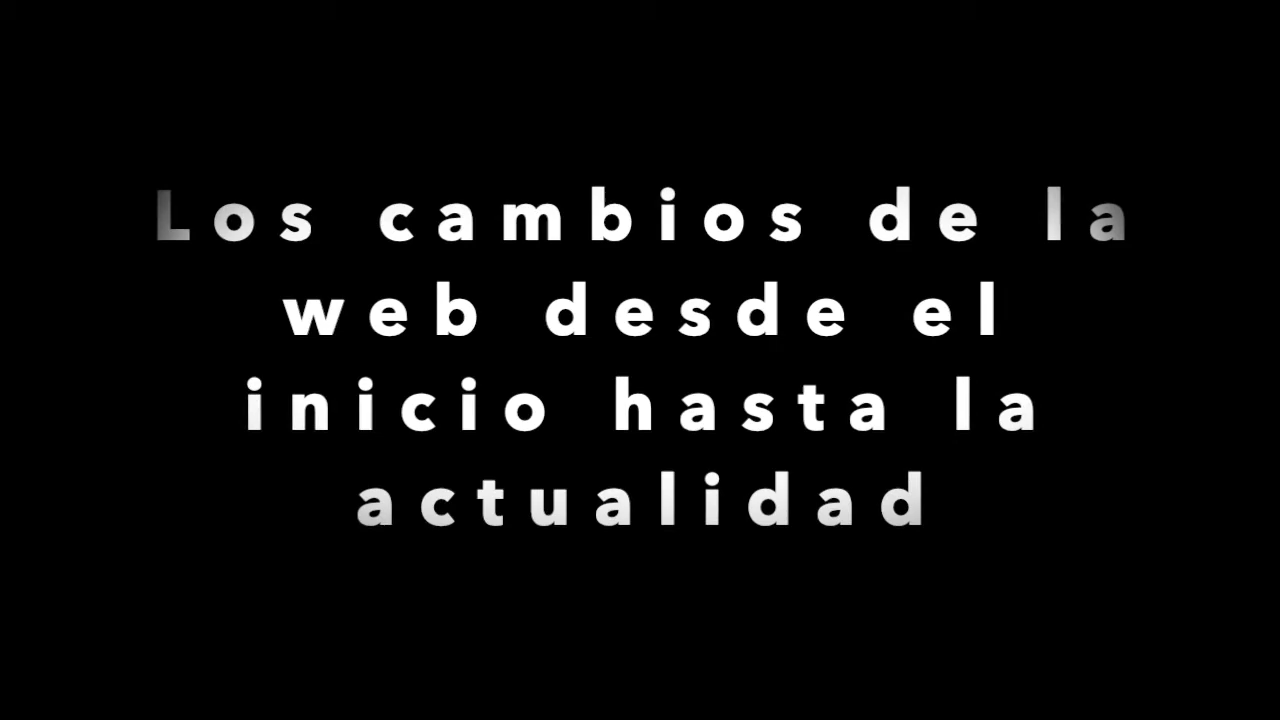 Los cambios de la
web desde el
inicio hasta la
actualidad